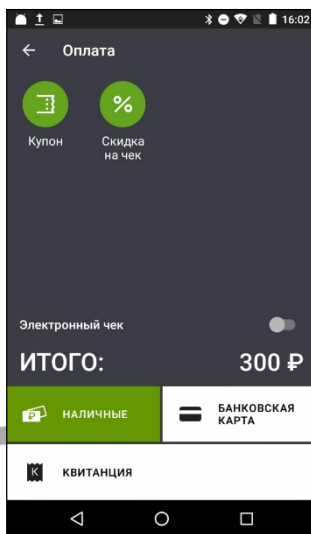 16:02
Оплата
Купон
Скидка
на чек
Электронный чек
ИТОГО:
300 ₽
НАЛИЧНЫЕ
БАНКОВСКАЯ
КАРТА
КВИТАНЦИЯ